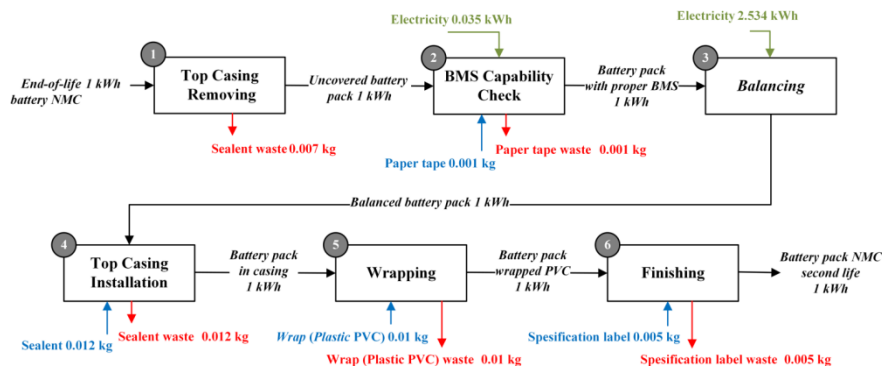 Electricity 0.035 kWh
Electricity 2.534 kWh
1
2
3
End-of-life 1 kWh
battery NMC
Top Casing
Removing
Uncovered battery
pack 1 kWh
BMS Capability
Check
Battery pack
with proper BMS
1 kWh
Balancing
Sealent waste 0.007 kg
Paper tape 0.001 kg
Paper tape waste 0.001 kg
Balanced battery pack 1 kWh
4
5
6
Top Casing
Installation
Battery pack
in casing
1 kWh
Wrapping
Battery pack
wrapped PVC
1 kWh
Finishing
Battery pack NMC
second life
1 kWh
Sealent 0.012 kg
Sealent waste 0.012 kg
Wrap (Plastic PVC) 0.01 kg
Wrap (Plastic PVC) waste 0.01 kg
Spesification label 0.005 kg
Spesification label waste 0.005 kg